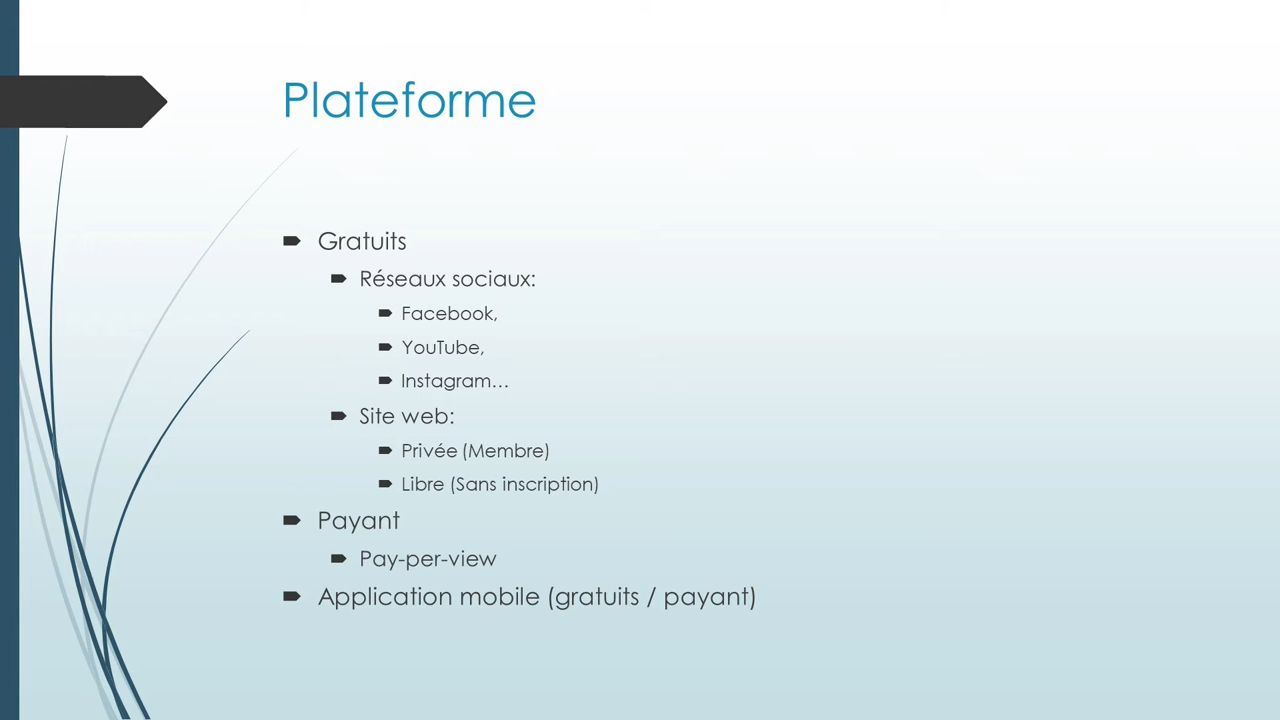 Plateforme
Gratuits
Réseaux sociaux:
Facebook,
YouTube,
Instagram…
Site web:
Privée (Membre)
Libre (Sans inscription)
Payant
Pay-per-view
Application mobile (gratuits / payant)